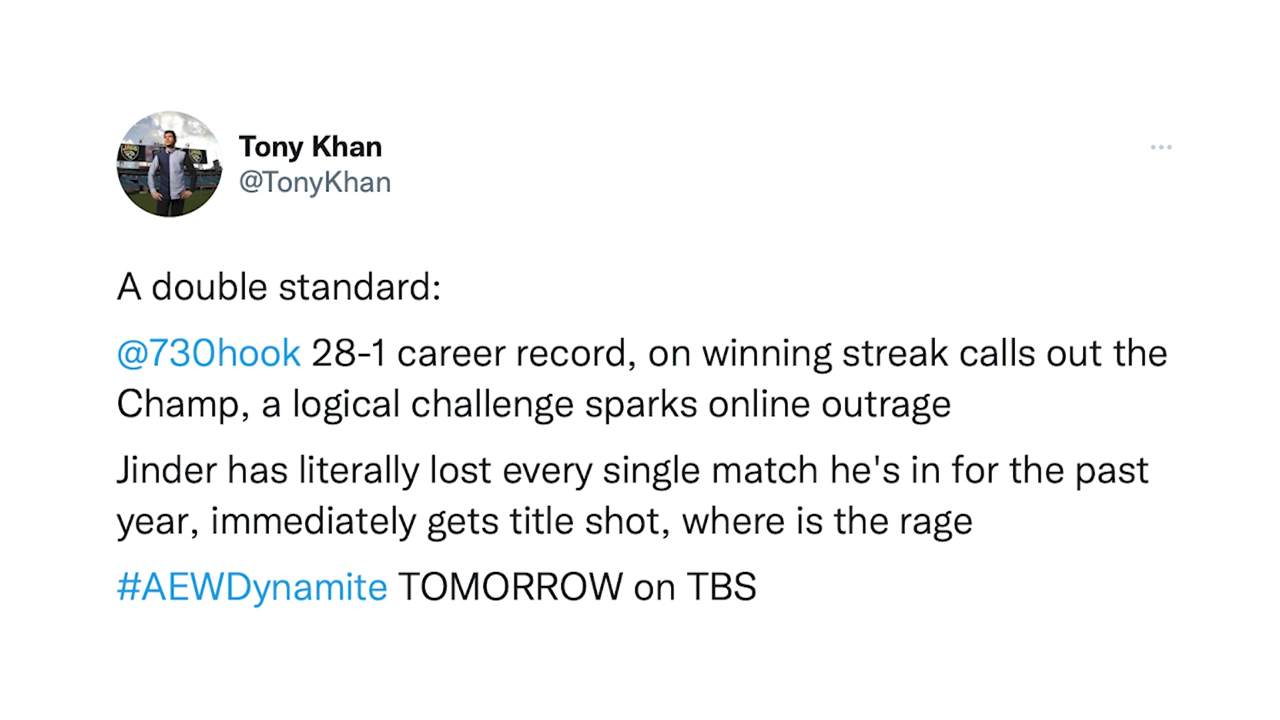 Tony Khan
@TonyKhan
A double standard:
@730hook 28-1 career record, on winning streak calls out the
Champ, a logical challenge sparks online outrage
Jinder has literally lost every single match he's in for the past
year, immediately gets title shot, where is the rage
#AEWDynamite TOMORROW on TBS